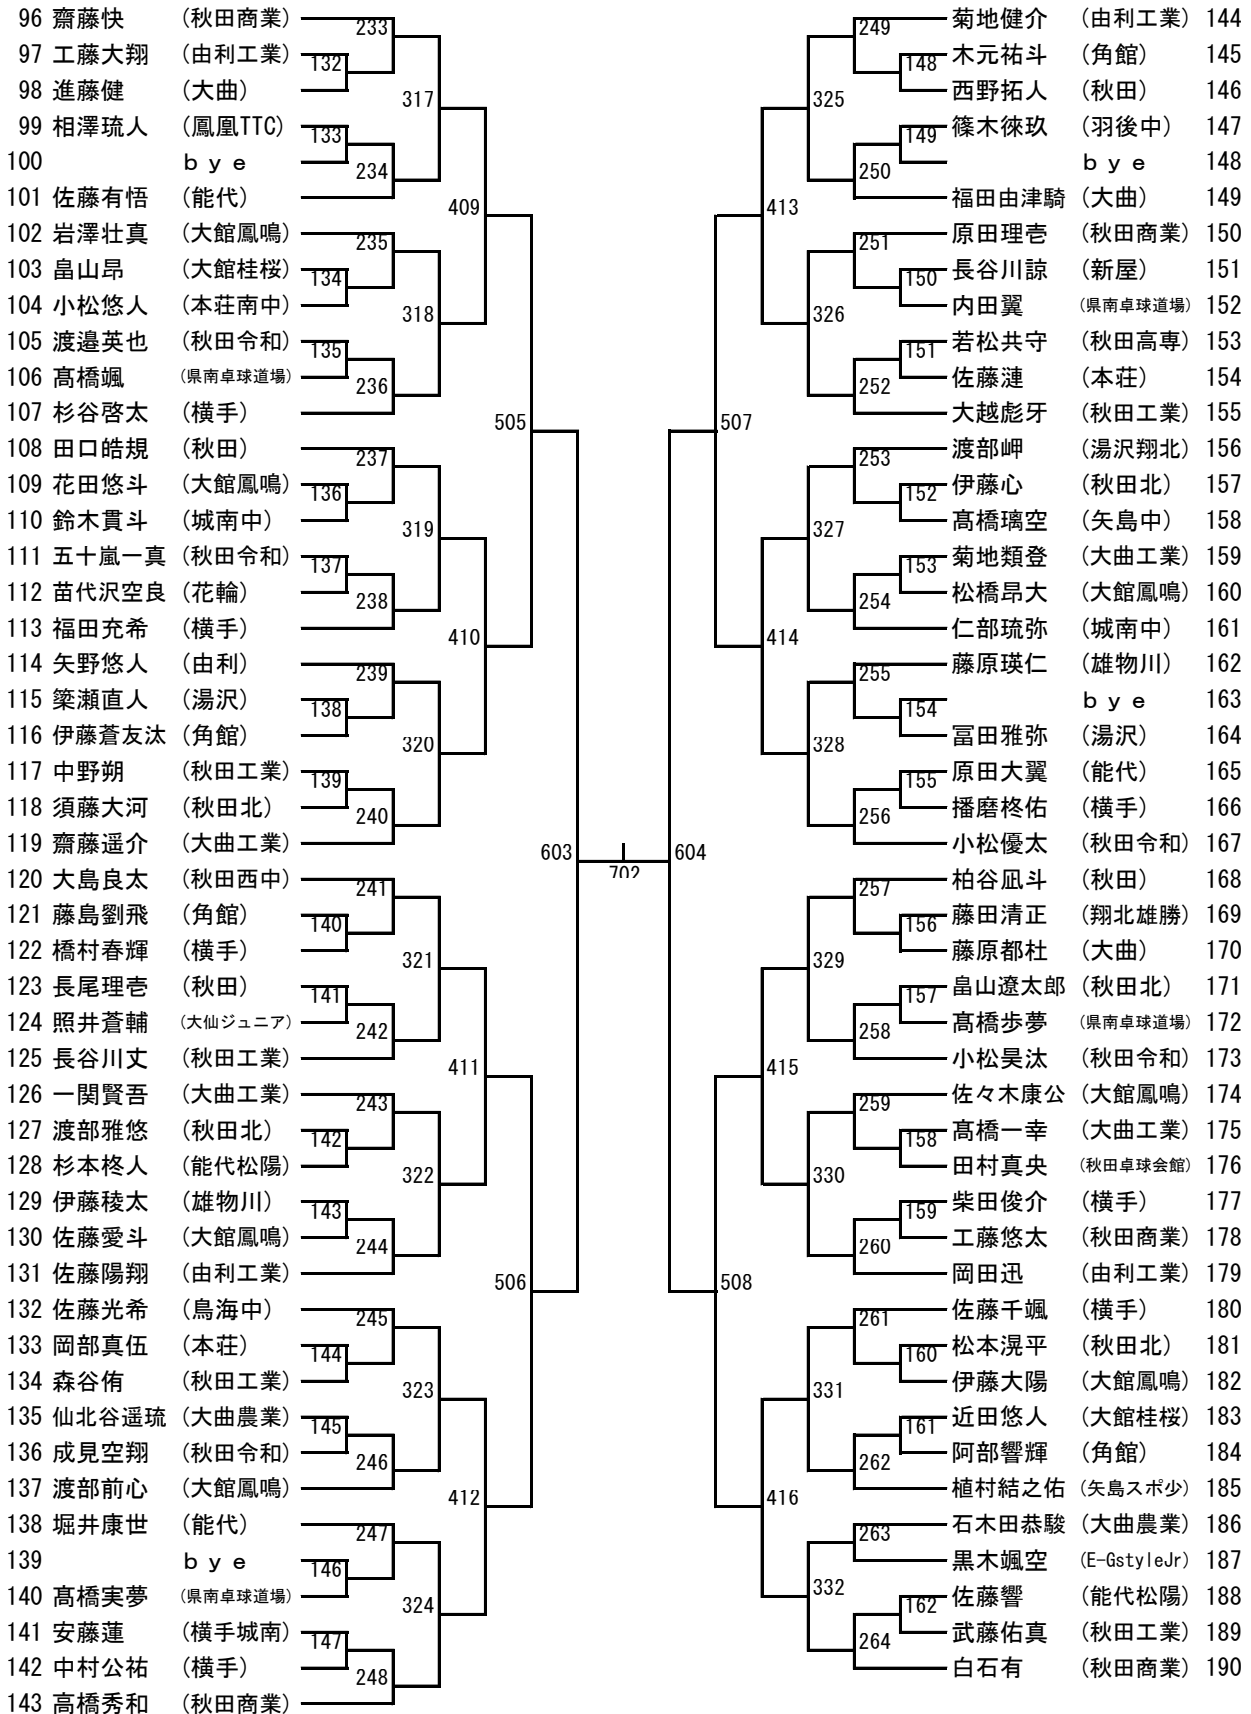 96 齋藤快 (秋田商業)
97 工藤大翔 (由利工業)
98 進藤健 (大曲)
99 相澤琉人 (鳳凰TTC)
100 ｂｙｅ
101 佐藤有悟 (能代)
102 岩澤壮真 (大館鳳鳴)
103 畠山昂 (大館桂桜)
104 小松悠人 (本荘南中)
105 渡邉英也 (秋田令和)
106 髙橋颯 (県南卓球道場)
107 杉谷啓太 (横手)
108 田口皓規 (秋田)
109 花田悠斗 (大館鳳鳴)
110 鈴木貫斗 (城南中)
111 五十嵐一真 (秋田令和)
112 苗代沢空良 (花輪)
113 福田充希 (横手)
114 矢野悠人 (由利)
115 簗瀬直人 (湯沢)
116 伊藤蒼友汰 (角館)
117 中野朔 (秋田工業)
118 須藤大河 (秋田北)
119 齋藤遥介 (大曲工業)
120 大島良太 (秋田西中)
121 藤島劉飛 (角館)
122 橋村春輝 (横手)
123 長尾理壱 (秋田)
124 照井蒼輔 (大仙ジュニア)
125 長谷川丈 (秋田工業)
126 一関賢吾 (大曲工業)
127 渡部雅悠 (秋田北)
128 杉本柊人 (能代松陽)
129 伊藤稜太 (雄物川)
130 佐藤愛斗 (大館鳳鳴)
131 佐藤陽翔 (由利工業)
132 佐藤光希 (鳥海中)
133 岡部真伍 (本荘)
134 森谷侑 (秋田工業)
135 仙北谷遥琉 (大曲農業)
136 成見空翔 (秋田令和)
137 渡部前心 (大館鳳鳴)
138 堀井康世 (能代)
139 ｂｙｅ
140 髙橋実夢 (県南卓球道場)
141 安藤蓮 (横手城南)
142 中村公祐 (横手)
143 高橋秀和 (秋田商業)
233
132
317
133
234
409
235
134
318
135
236
505
237
136
319
137
238
410
239
138
320
139
240
603
241
140
321
141
242
411
243
142
322
143
244
506
245
144
323
145
246
412
247
146
324
147
248
702
249
148
325
149
250
413
251
150
326
151
252
507
253
152
327
153
254
414
255
154
328
155
256
604
257
156
329
157
258
415
259
158
330
159
260
508
261
160
331
161
262
416
263
332
162
264
菊地健介 (由利工業) 144
木元祐斗 (角館) 145
西野拓人 (秋田) 146
篠木徠玖 (羽後中) 147
ｂｙｅ 148
福田由津騎 (大曲) 149
原田理壱 (秋田商業) 150
長谷川諒 (新屋) 151
内田翼 (県南卓球道場) 152
若松共守 (秋田高専) 153
佐藤漣 (本荘) 154
大越彪牙 (秋田工業) 155
渡部岬 (湯沢翔北) 156
伊藤心 (秋田北) 157
髙橋璃空 (矢島中) 158
菊地類登 (大曲工業) 159
松橋昂大 (大館鳳鳴) 160
仁部琉弥 (城南中) 161
藤原瑛仁 (雄物川) 162
ｂｙｅ 163
冨田雅弥 (湯沢) 164
原田大翼 (能代) 165
播磨柊佑 (横手) 166
小松優太 (秋田令和) 167
柏谷凪斗 (秋田) 168
藤田清正 (翔北雄勝) 169
藤原都杜 (大曲) 170
畠山遼太郎 (秋田北) 171
髙橋歩夢 (県南卓球道場) 172
小松昊汰 (秋田令和) 173
佐々木康公 (大館鳳鳴) 174
髙橋一幸 (大曲工業) 175
田村真央 (秋田卓球会館) 176
柴田俊介 (横手) 177
工藤悠太 (秋田商業) 178
岡田迅 (由利工業) 179
佐藤千颯 (横手) 180
松本滉平 (秋田北) 181
伊藤大陽 (大館鳳鳴) 182
近田悠人 (大館桂桜) 183
阿部響輝 (角館) 184
植村結之佑 (矢島スポ少) 185
石木田恭駿 (大曲農業) 186
黒木颯空 (E-GstyleJr) 187
佐藤響 (能代松陽) 188
武藤佑真 (秋田工業) 189
白石有 (秋田商業) 190